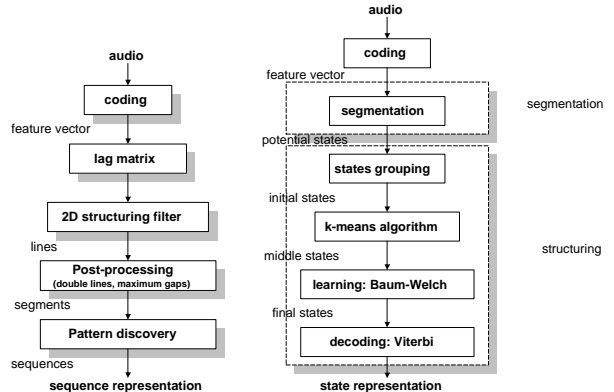 audio
coding
feature vector
lag matrix
2D structuring filter
lines
Post-processing
(double lines, maximum gaps)
segments
Pattern discovery
sequences
sequence representation
audio
coding
feature vector
segmentation
segmentation
potential states
states grouping
initial states
k-means algorithm
middle states
structuring
learning: Baum-Welch
final states
decoding: Viterbi
state representation